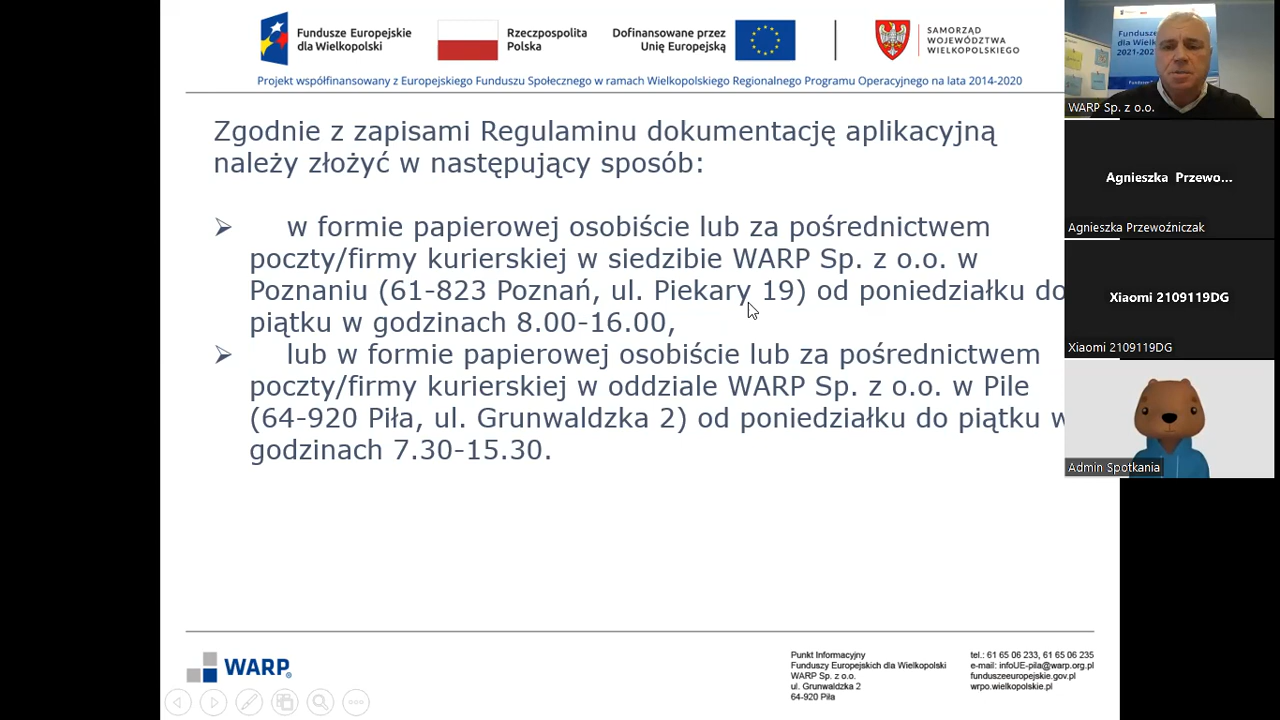 Fundusze Europejskie
dla Wielkopolski
Rzeczpospolita
Polska
Dofinansowane przez
Unię Europejską
SAMORZĄD
WOJEWÓDZTWA
WIELKOPOLSKIEGO
Projekt współfinansowany z Europejskiego Funduszu Społecznego w ramach Wielkopolskiego Regionalnego Programu Operacyjnego na lata 2014-2020
Zgodnie z zapisami Regulaminu dokumentację aplikacyjną
należy złożyć w następujący sposób:
w formie papierowej osobiście lub za pośrednictwem
poczty/firmy kurierskiej w siedzibie WARP Sp. z o.o. w
Poznaniu (61-823 Poznań, ul. Piekary 19) od poniedziałku do
piątku w godzinach 8.00-16.00,
lub w formie papierowej osobiście lub za pośrednictwem
poczty/firmy kurierskiej w oddziale WARP Sp. z o.o. w Pile
(64-920 Piła, ul. Grunwaldzka 2) od poniedziałku do piątku w
godzinach 7.30-15.30.
WARP
Punkt Informacyjny
Funduszy Europejskich dla Wielkopolski
WARP Sp. z o.o.
ul. Grunwaldzka 2
64-920 Piła
tel.: 61 65 06 233, 61 65 06 235
e-mail: infoUE-pila@warp.org.pl
funduszeeuropejskie.gov.pl
wrpo.wielkopolskie.pl
WARP Sp. z o.o.
Agnieszka Przewo...
Agnieszka Przewoźniczak
Xiaomi 2109119DG
Xiaomi 2109119DG
Admin Spotkania